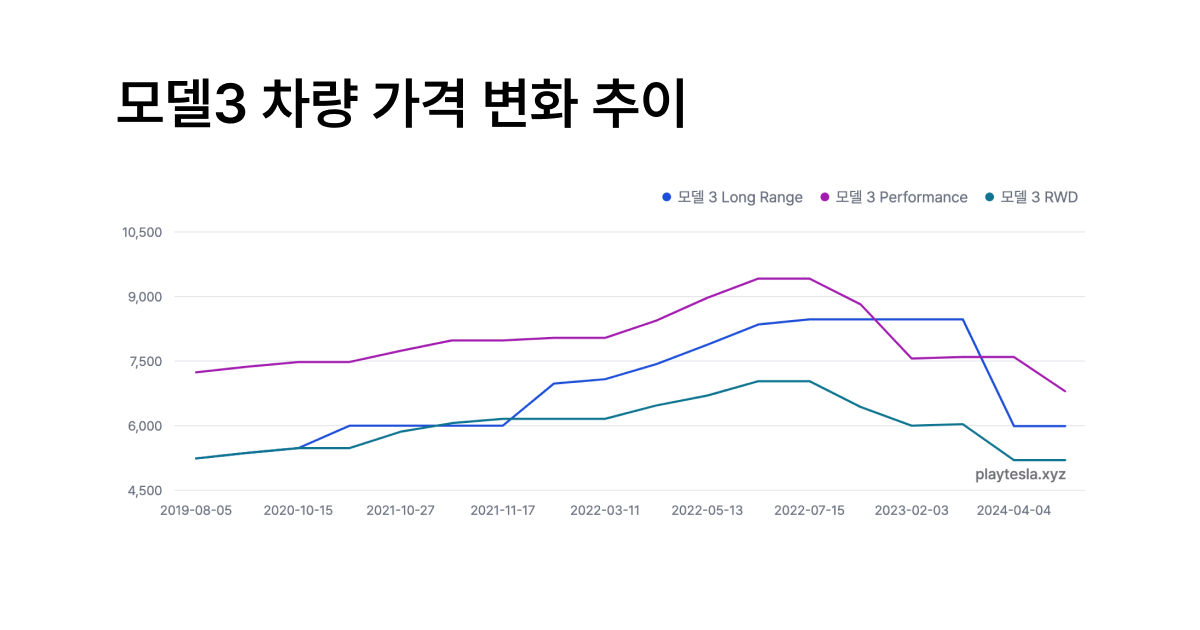 모델3 차량 가격 변화 추이
모델 3 Long Range 모델 3 Performance 모델 3 RWD
10,500
9,000
7,500
6,000
4,500
playtesla.xyz
2019-08-05 2020-10-15 2021-10-27 2021-11-17 2022-03-11 2022-05-13 2022-07-15 2023-02-03 2024-04-04